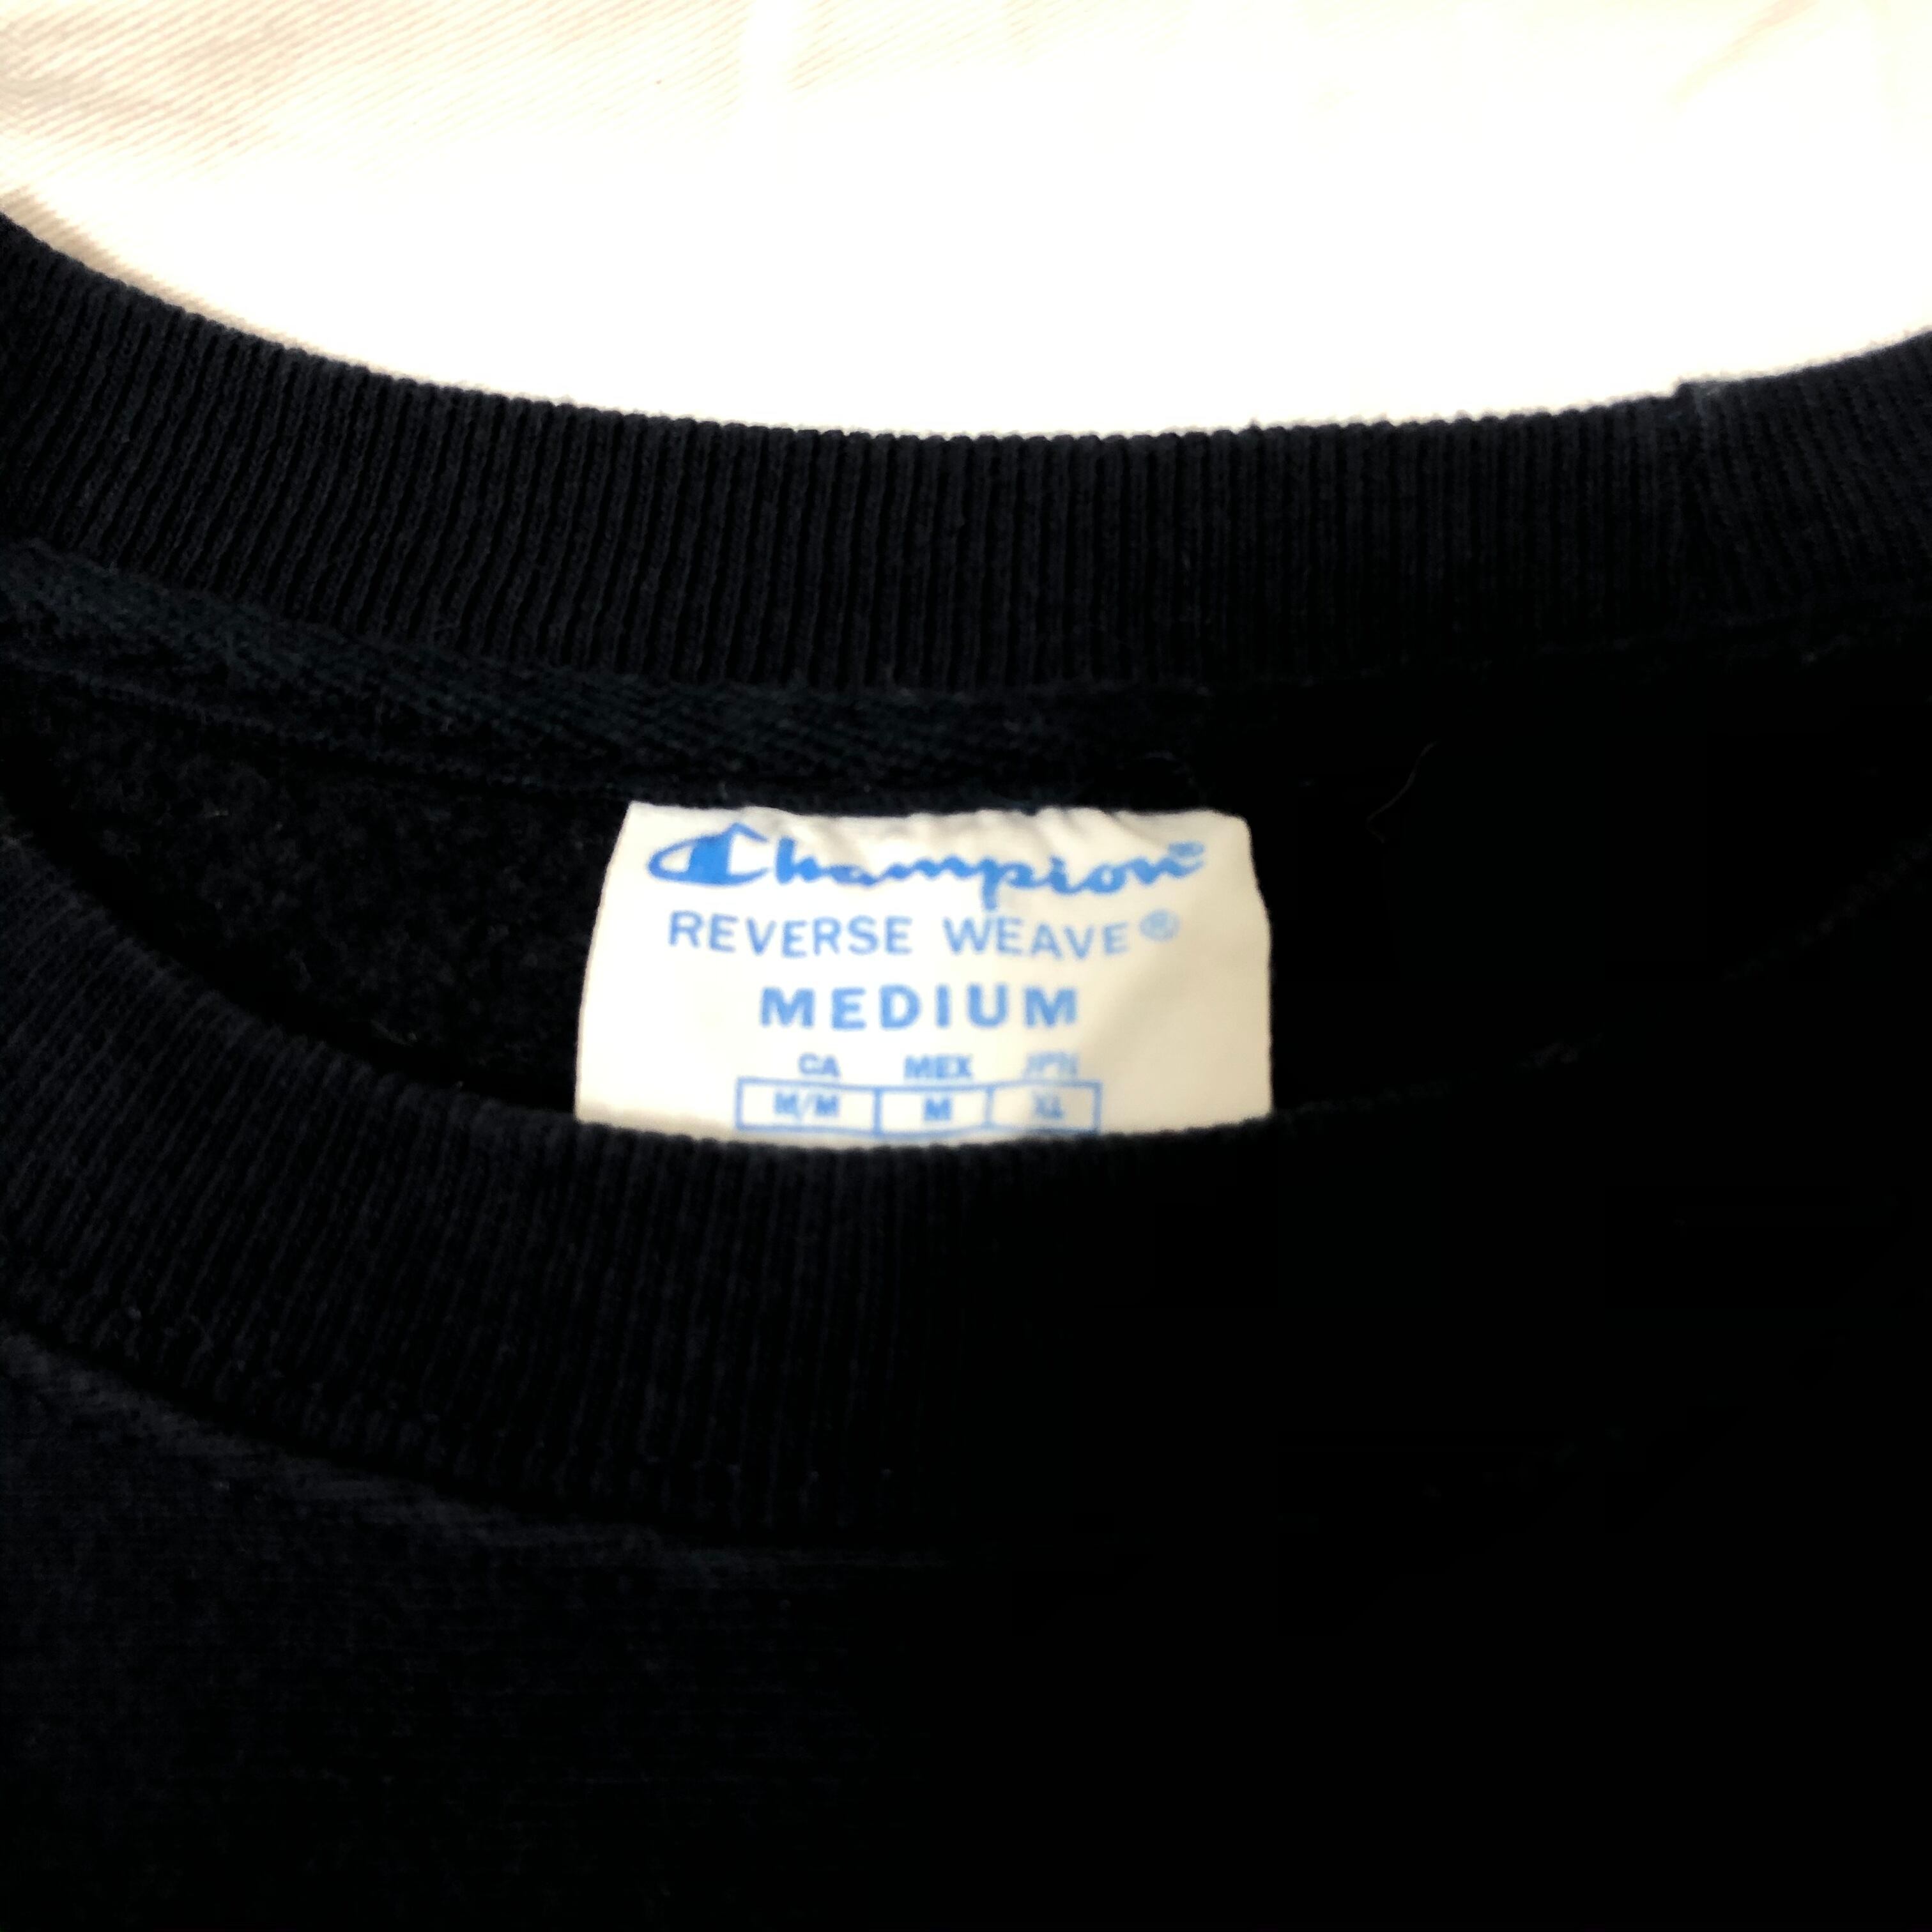 Champion
REVERSE WEAVE®
MEDIUM
CA MEX JPN
M/M M XL